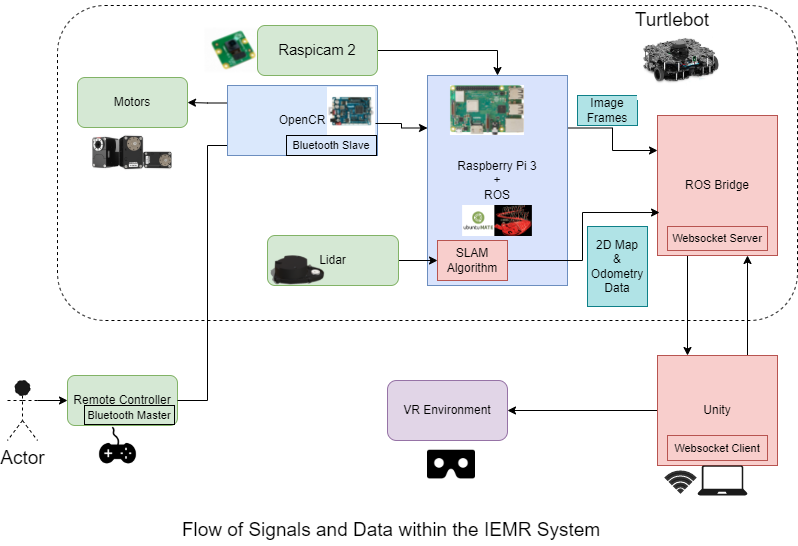 Turtlebot
Raspicam 2
Motors
OpenCR
Bluetooth Slave
Image
Frames
Raspberry Pi 3
+
ROS
ubuntu MATE
ROS Bridge
Websocket Server
Lidar
SLAM
Algorithm
2D Map
&
Odometry
Data
Remote Controller
Bluetooth Master
Actor
VR Environment
Unity
Websocket Client
Flow of Signals and Data within the IEMR System